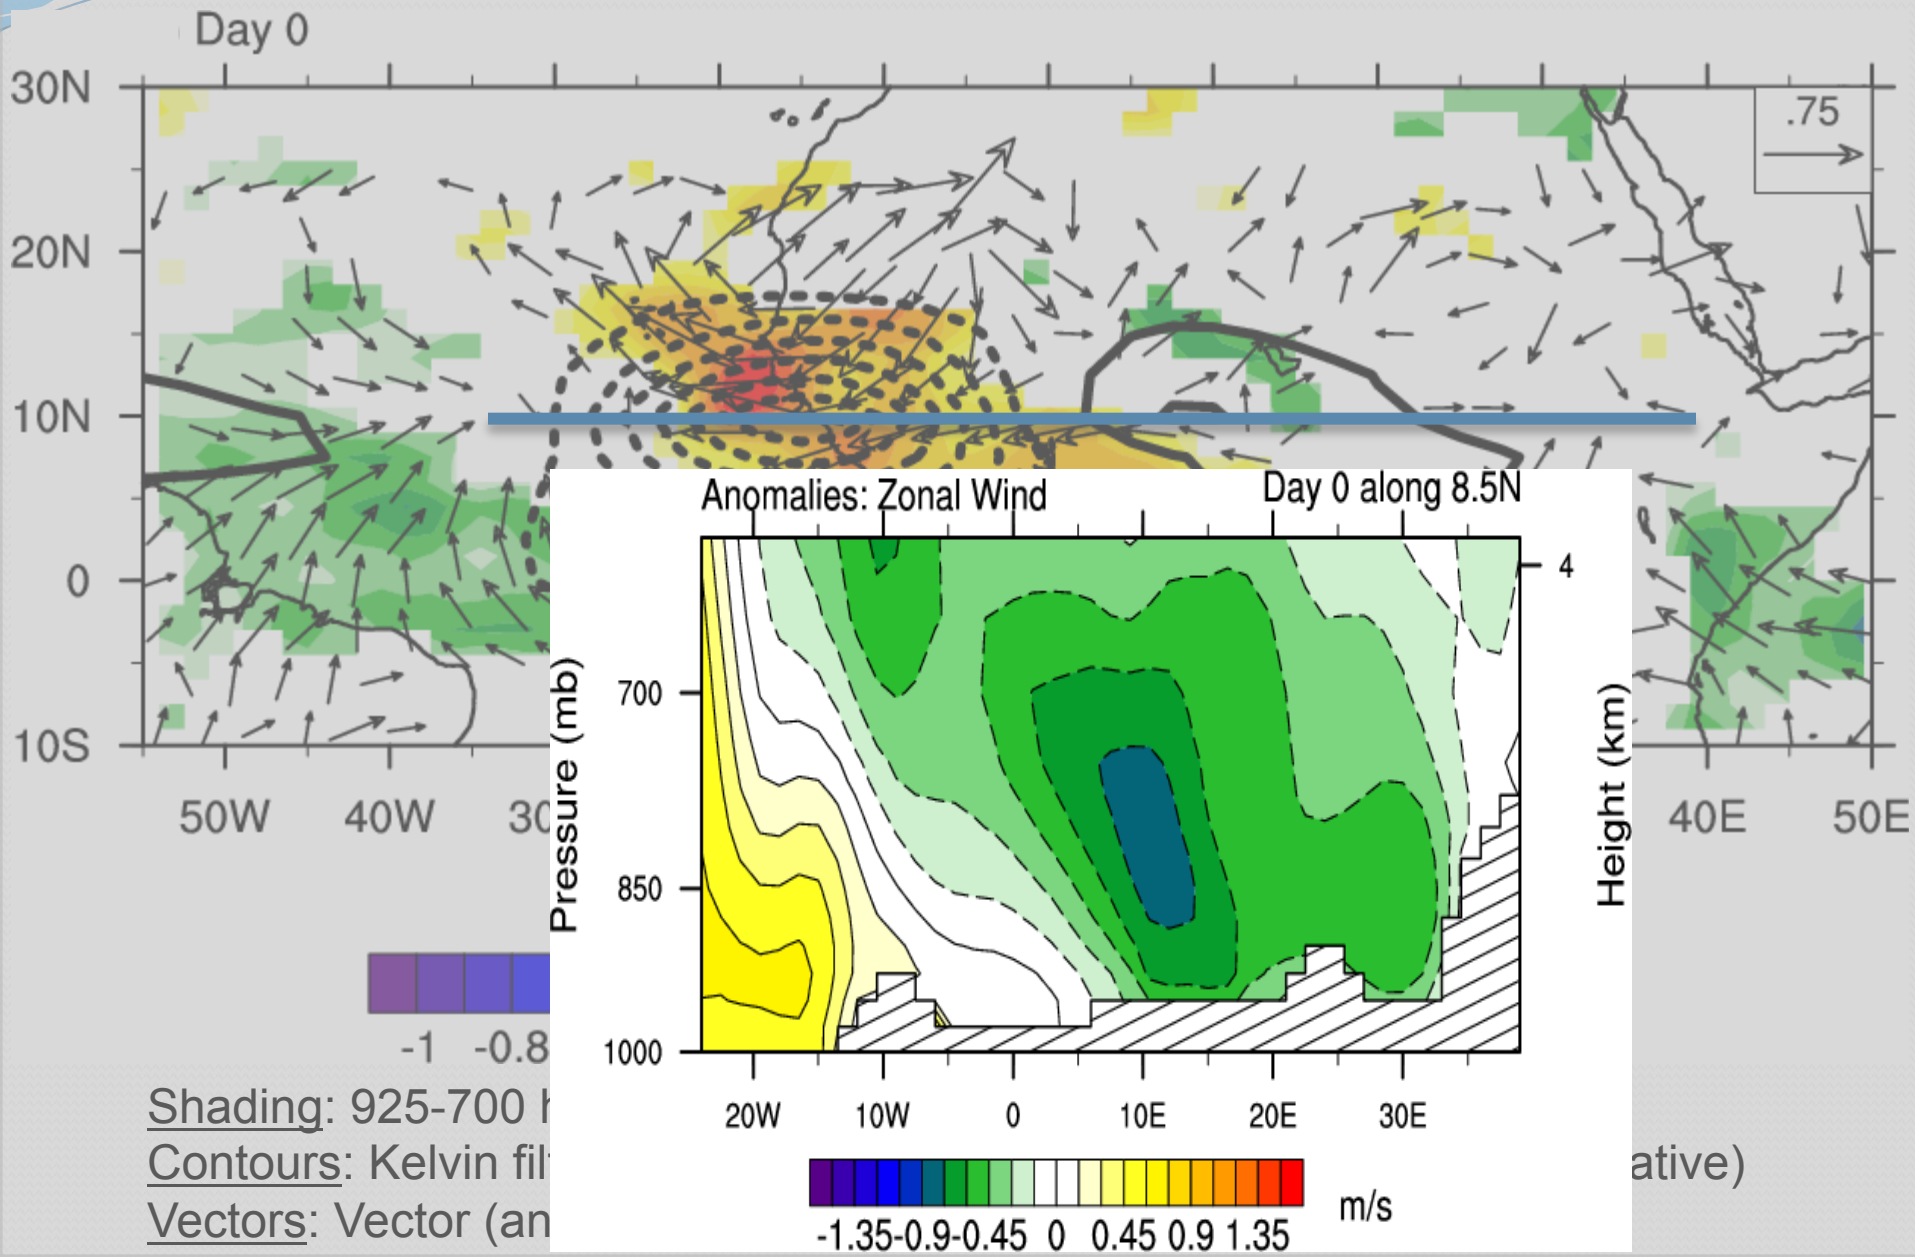 Day 0
30N
.75
20N
10N
0
10S
50W 40W 30
40E 50E
-1 -0.8
Anomalies: Zonal Wind Day 0 along 8.5N
4
700
850
1000
Pressure (mb)
Height (km)
20W 10W 0 10E 20E 30E
-1.35 -0.9 -0.45 0 0.45 0.9 1.35
m/s
Shading: 925-700
Contours: Kelvin fil ative)
Vectors: Vector (an